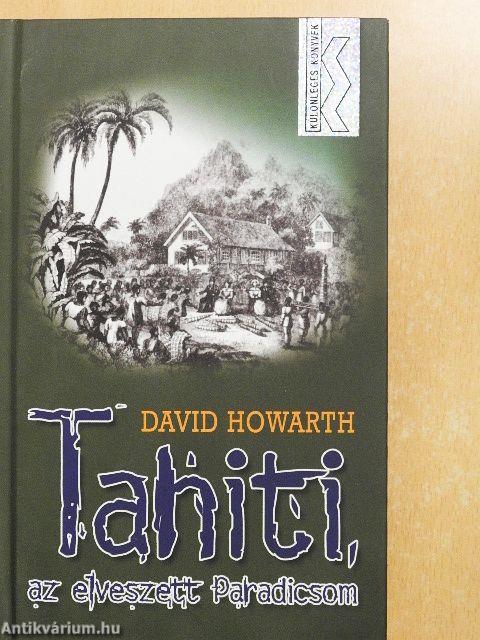 KÜLÖNLEGES KÖNYVEK
DAVID HOWARTH
Tahiti,
az elveszett Paradicsom
Antikvárium.hu